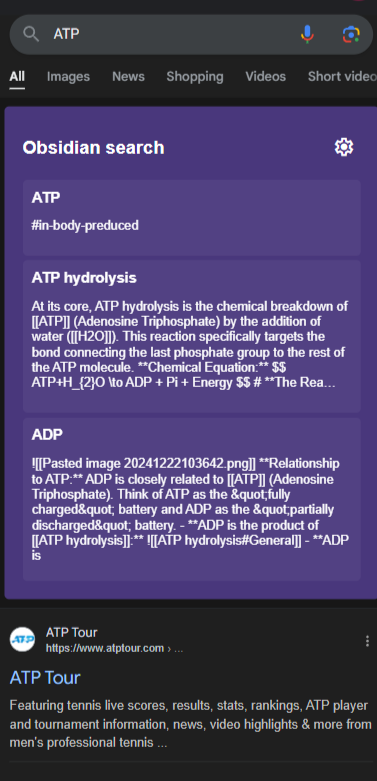 ATP
All Images News Shopping Videos Short video
Obsidian search
ATP
#in-body-preduced
ATP hydrolysis
At its core, ATP hydrolysis is the chemical breakdown of
[[ATP]] (Adenosine Triphosphate) by the addition of
water ([[H2O]]). This reaction specifically targets the
bond connecting the last phosphate group to the rest of
the ATP molecule. **Chemical Equation:** $$
ATP+H_{2}O \to ADP + Pi + Energy $$ # **The Rea...
ADP
![[Pasted image 20241222103642.png]] **Relationship
to ATP:** ADP is closely related to [[ATP]] (Adenosine
Triphosphate). Think of ATP as the &quot;fully
charged&quot; battery and ADP as the &quot;partially
discharged&quot; battery. - **ADP is the product of
[[ATP hydrolysis]]:** ![[ATP hydrolysis#General]] - **ADP
is
ATP
ATP Tour
https://www.atptour.com › ...
ATP Tour
Featuring tennis live scores, results, stats, rankings, ATP player
and tournament information, news, video highlights & more from
men's professional tennis ...